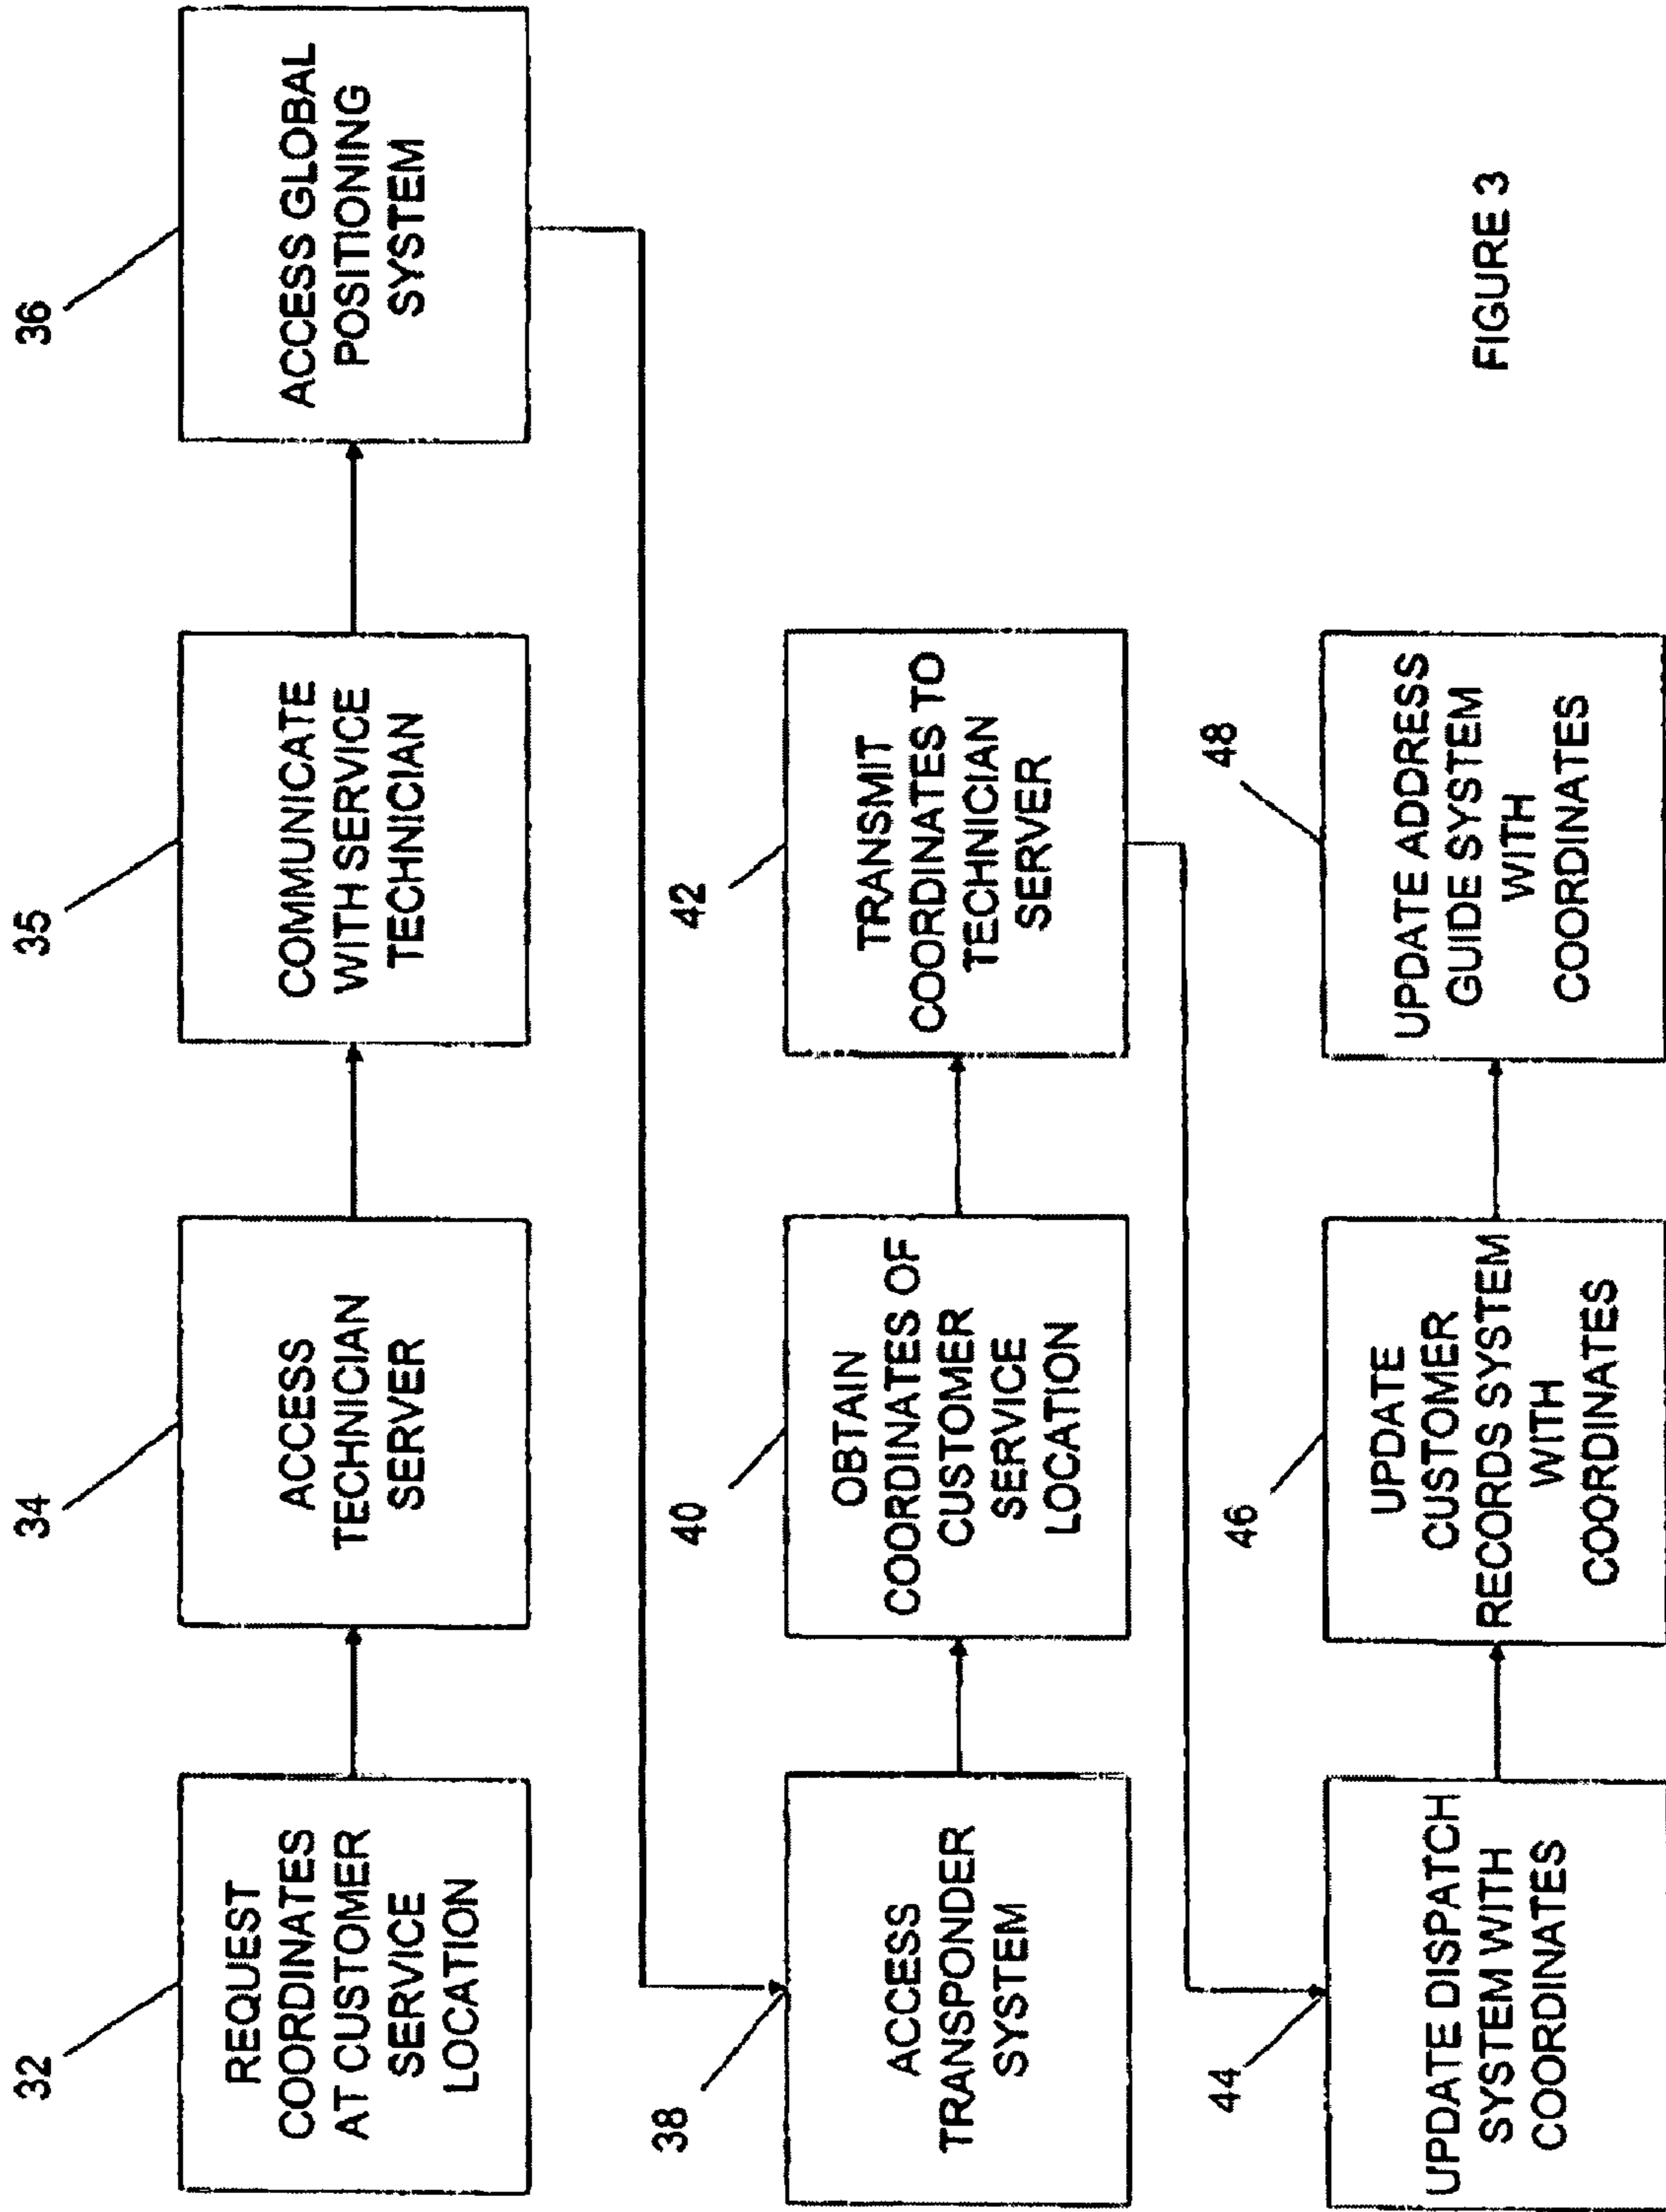 32
REQUEST
COORDINATES
AT CUSTOMER
SERVICE
LOCATION
34
ACCESS
TECHNICIAN
SERVER
35
COMMUNICATE
WITH SERVICE
TECHNICIAN
36
ACCESS GLOBAL
POSITIONING
SYSTEM
38
ACCESS
TRANSPONDER
SYSTEM
40
OBTAIN
COORDINATES OF
CUSTOMER
SERVICE
LOCATION
42
TRANSMIT
COORDINATES TO
TECHNICIAN
SERVER
44
UPDATE DISPATCH
SYSTEM WITH
COORDINATES
46
UPDATE
CUSTOMER
RECORDS SYSTEM
WITH
COORDINATES
48
UPDATE ADDRESS
GUIDE SYSTEM
WITH
COORDINATES
FIGURE 3